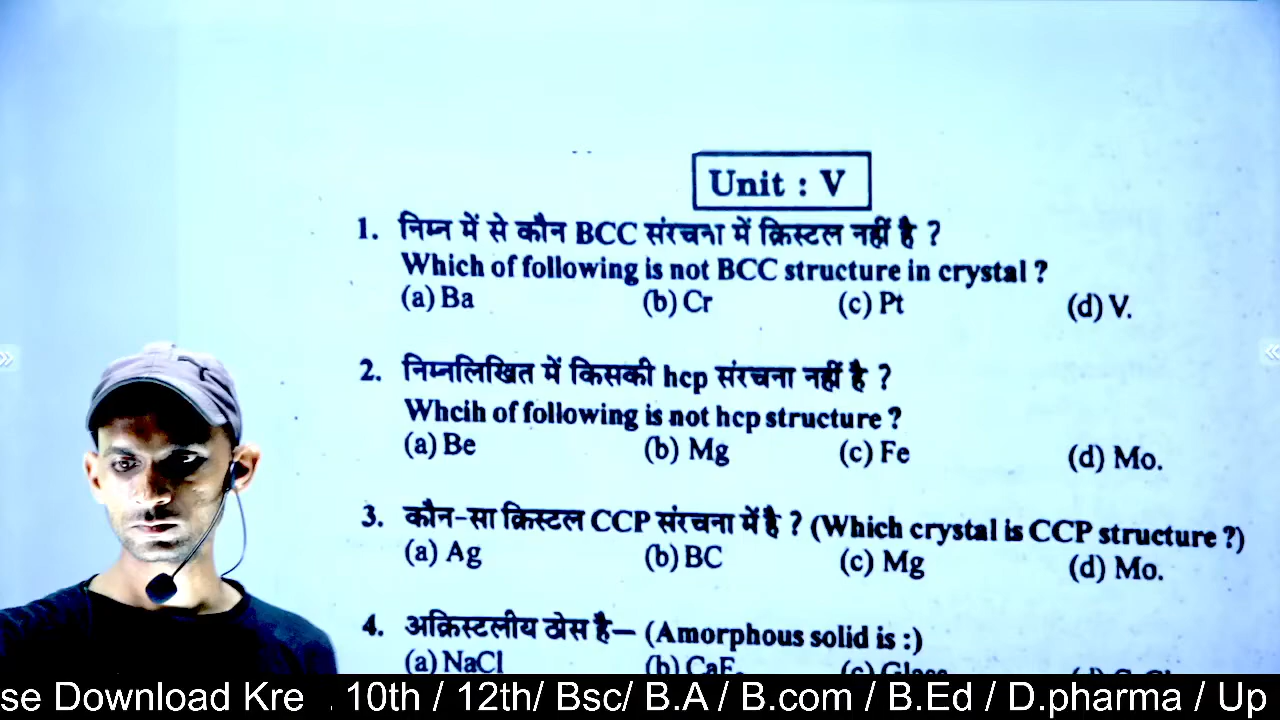 Unit : V
1. निम्न में से कौन BCC संरचना में क्रिस्टल नहीं है ?
Which of following is not BCC structure in crystal ?
(a) Ba (b) Cr (c) Pt (d) V.
2. निम्नलिखित में किसकी hcp संरचना नहीं है ?
Whcih of following is not hcp structure ?
(a) Be (b) Mg (c) Fe (d) Mo.
3. कौन-सा क्रिस्टल CCP संरचना में है ? (Which crystal is CCP structure ?)
(a) Ag (b) BC (c) Mg (d) Mo.
4. अक्रिस्टलीय ठोस है— (Amorphous solid is :)
(a) NaCl (b) (c) Glass (d)
se Download Kre . 10th / 12th/ Bsc/ B.A / B.com / B.Ed / D.pharma / Up